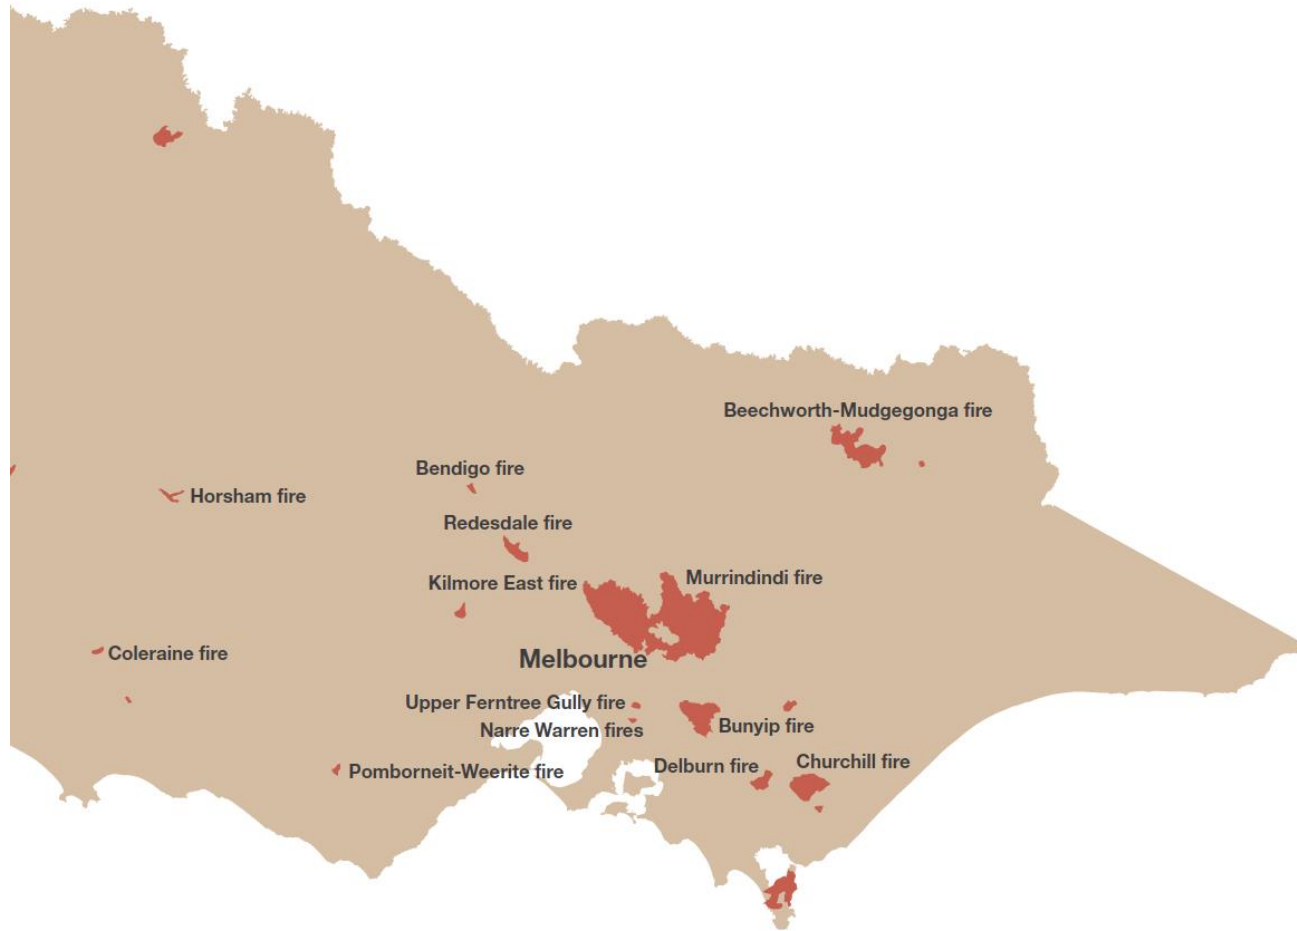 Beechworth-Mudgegonga fire
Bendigo fire
Horsham fire
Redesdale fire
Murrindindi fire
Kilmore East fire
Coleraine fire
Melbourne
Upper Ferntree Gully fire
Bunyip fire
Narre Warren fires
Churchill fire
Delburn fire
Pomborneit-Weerite fire